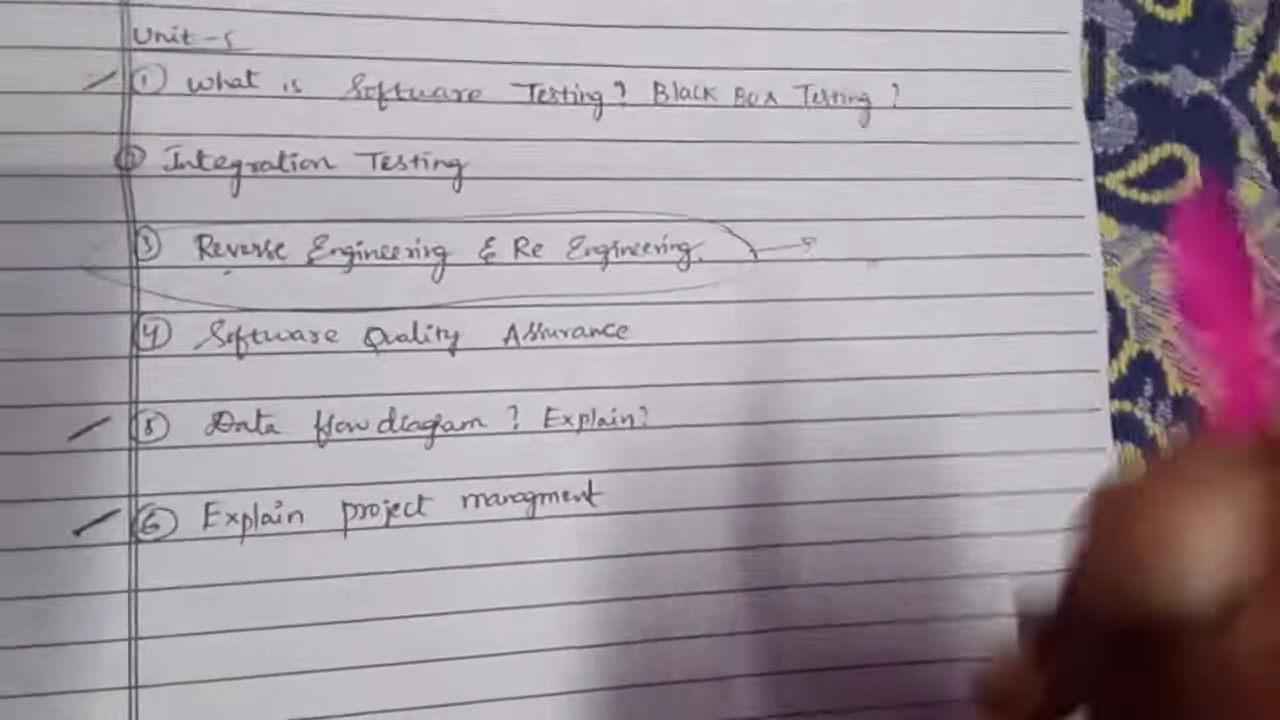 Unit-5
① What is Software Testing? Black Box Testing?
② Integration Testing
③ Reverse Engineering & Re Engineering.
④ Software Quality Assurance
⑤ Data flow diagam? Explain?
⑥ Explain project managment